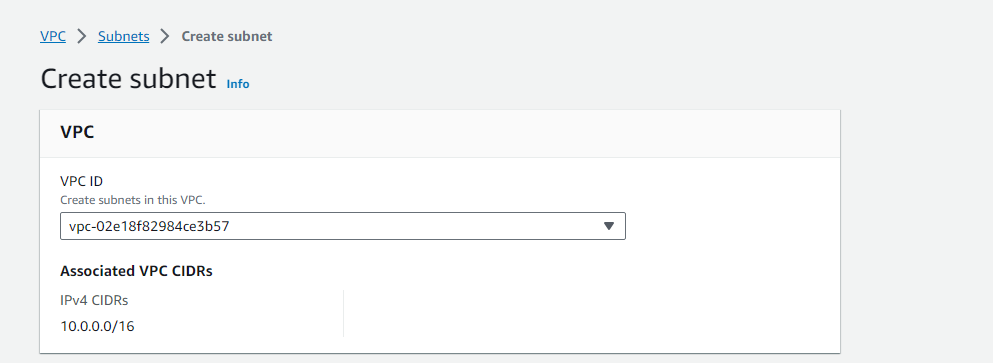 VPC > Subnets > Create subnet
Create subnet Info
VPC
VPC ID
Create subnets in this VPC.
vpc-02e18f82984ce3b57
Associated VPC CIDRs
IPv4 CIDRs
10.0.0.0/16